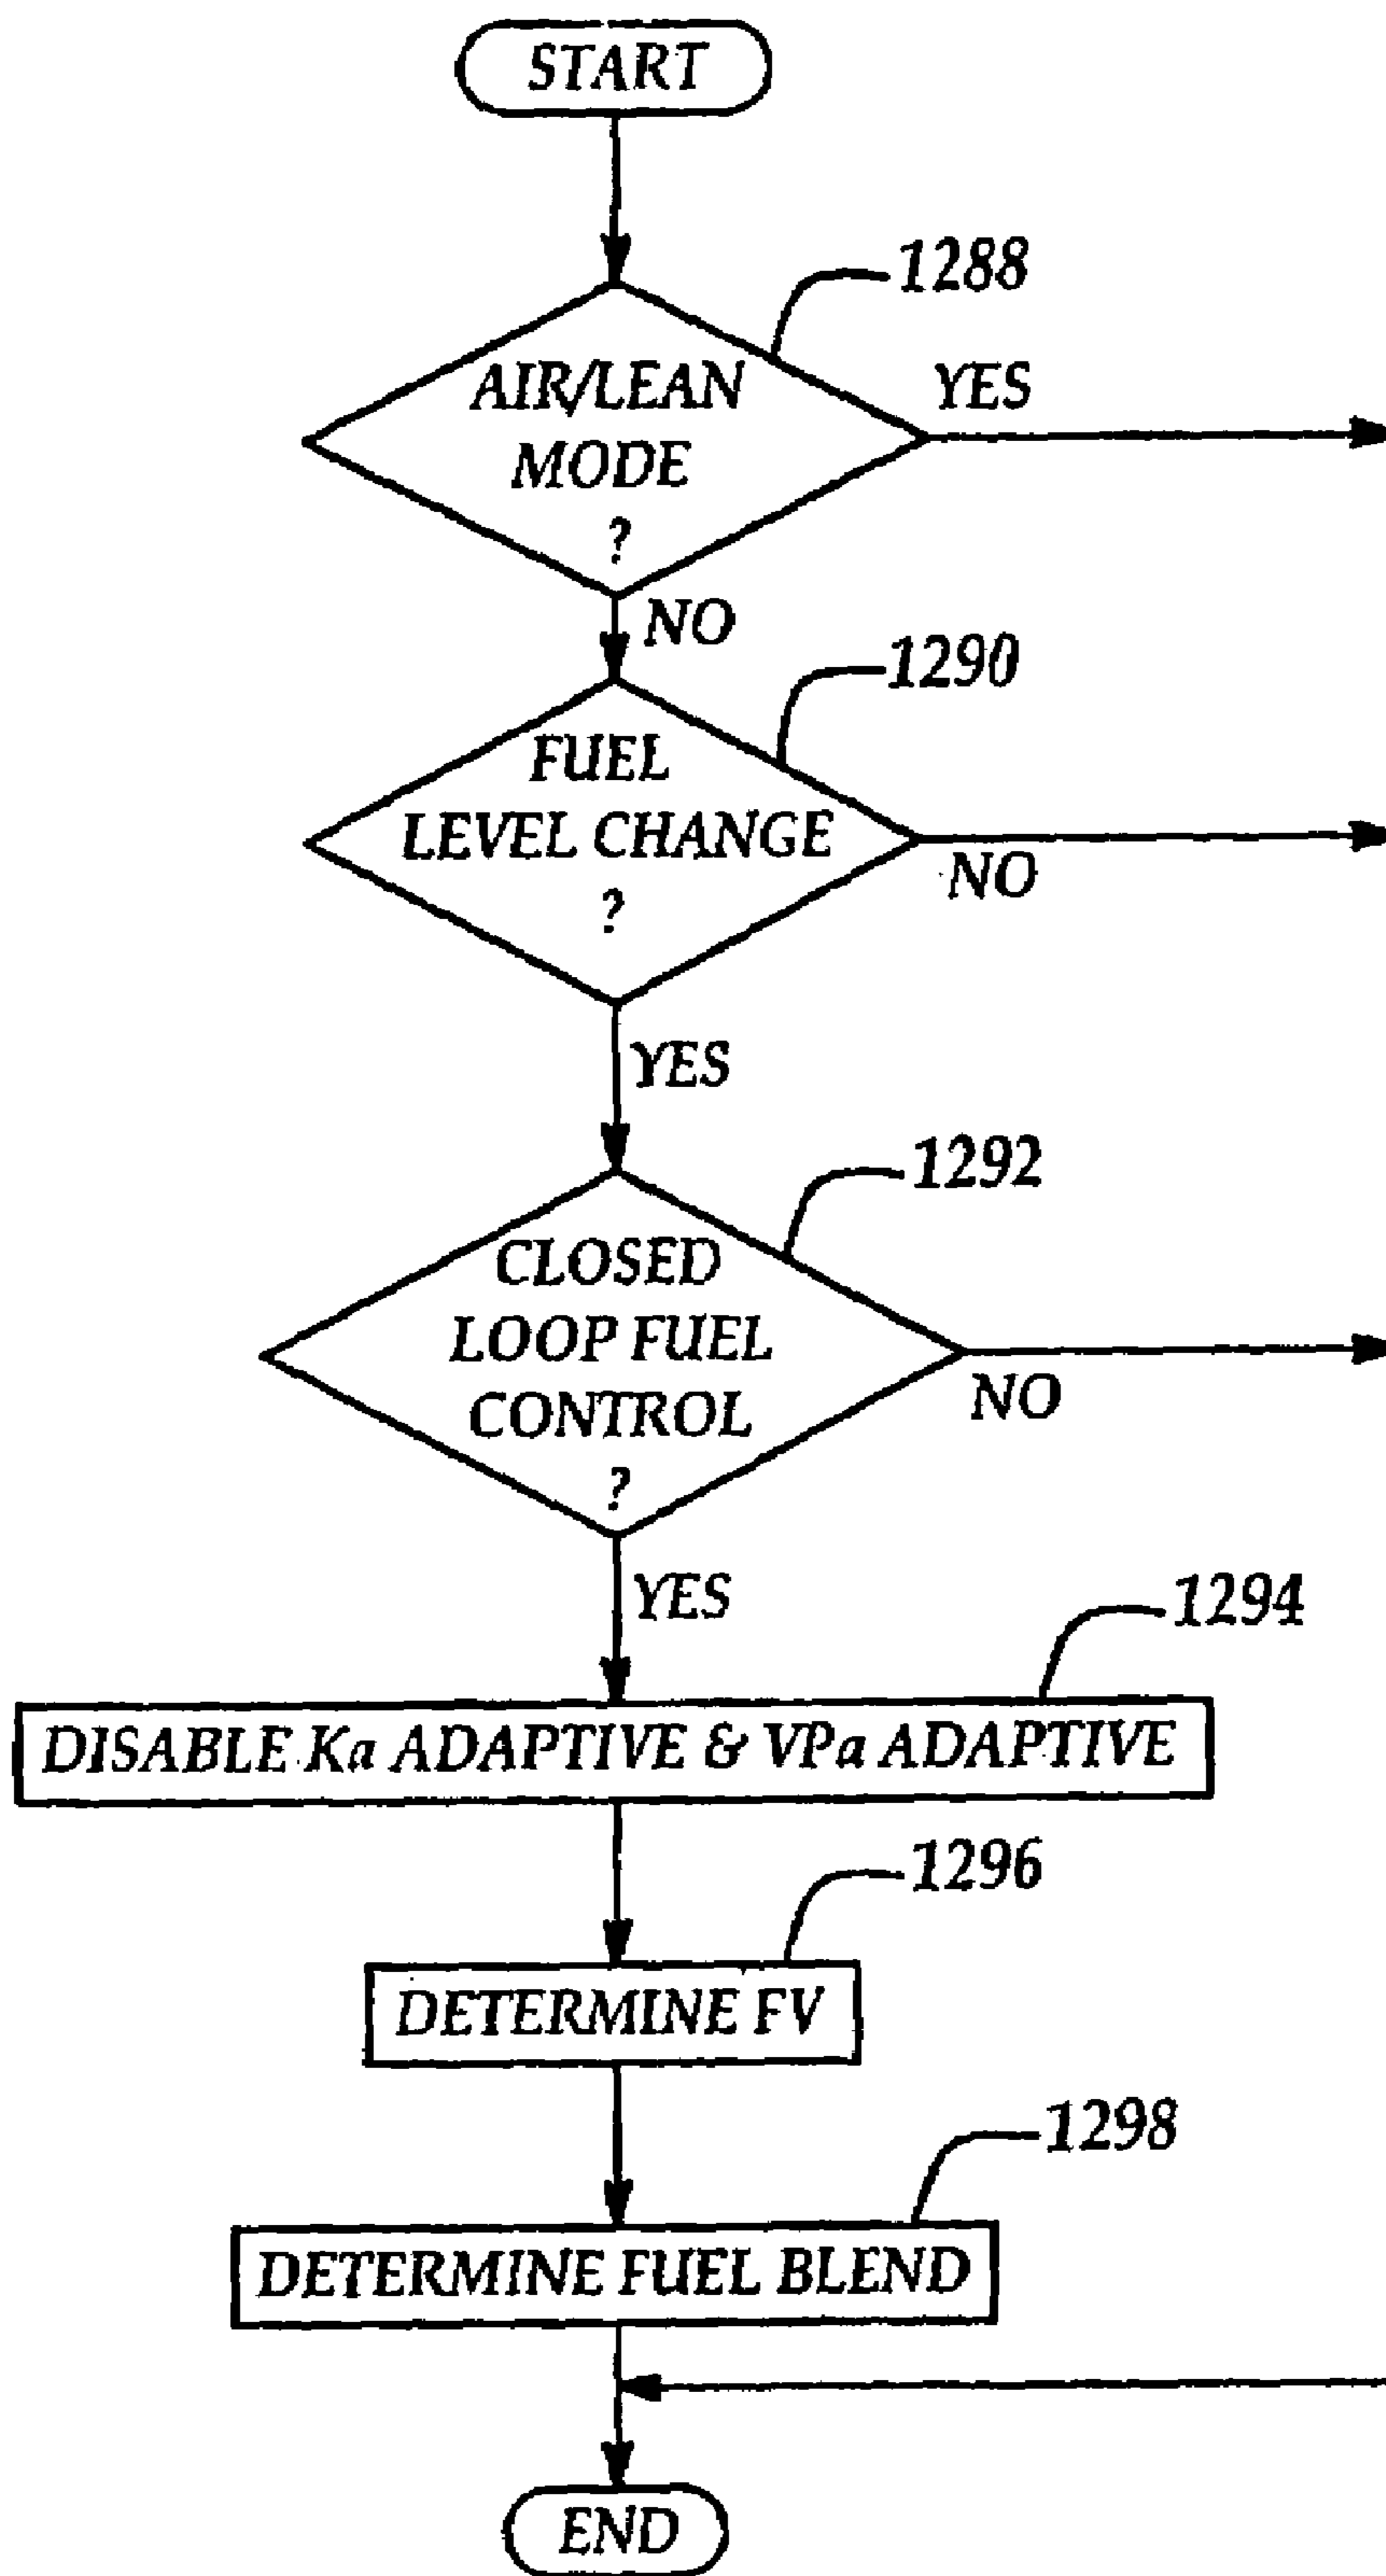 START
1288
AIR/LEAN
MODE
?
YES
NO
1290
FUEL
LEVEL CHANGE
?
NO
YES
1292
CLOSED
LOOP FUEL
CONTROL
?
NO
YES
1294
DISABLE Ka ADAPTIVE & VPa ADAPTIVE
1296
DETERMINE FV
1298
DETERMINE FUEL BLEND
END